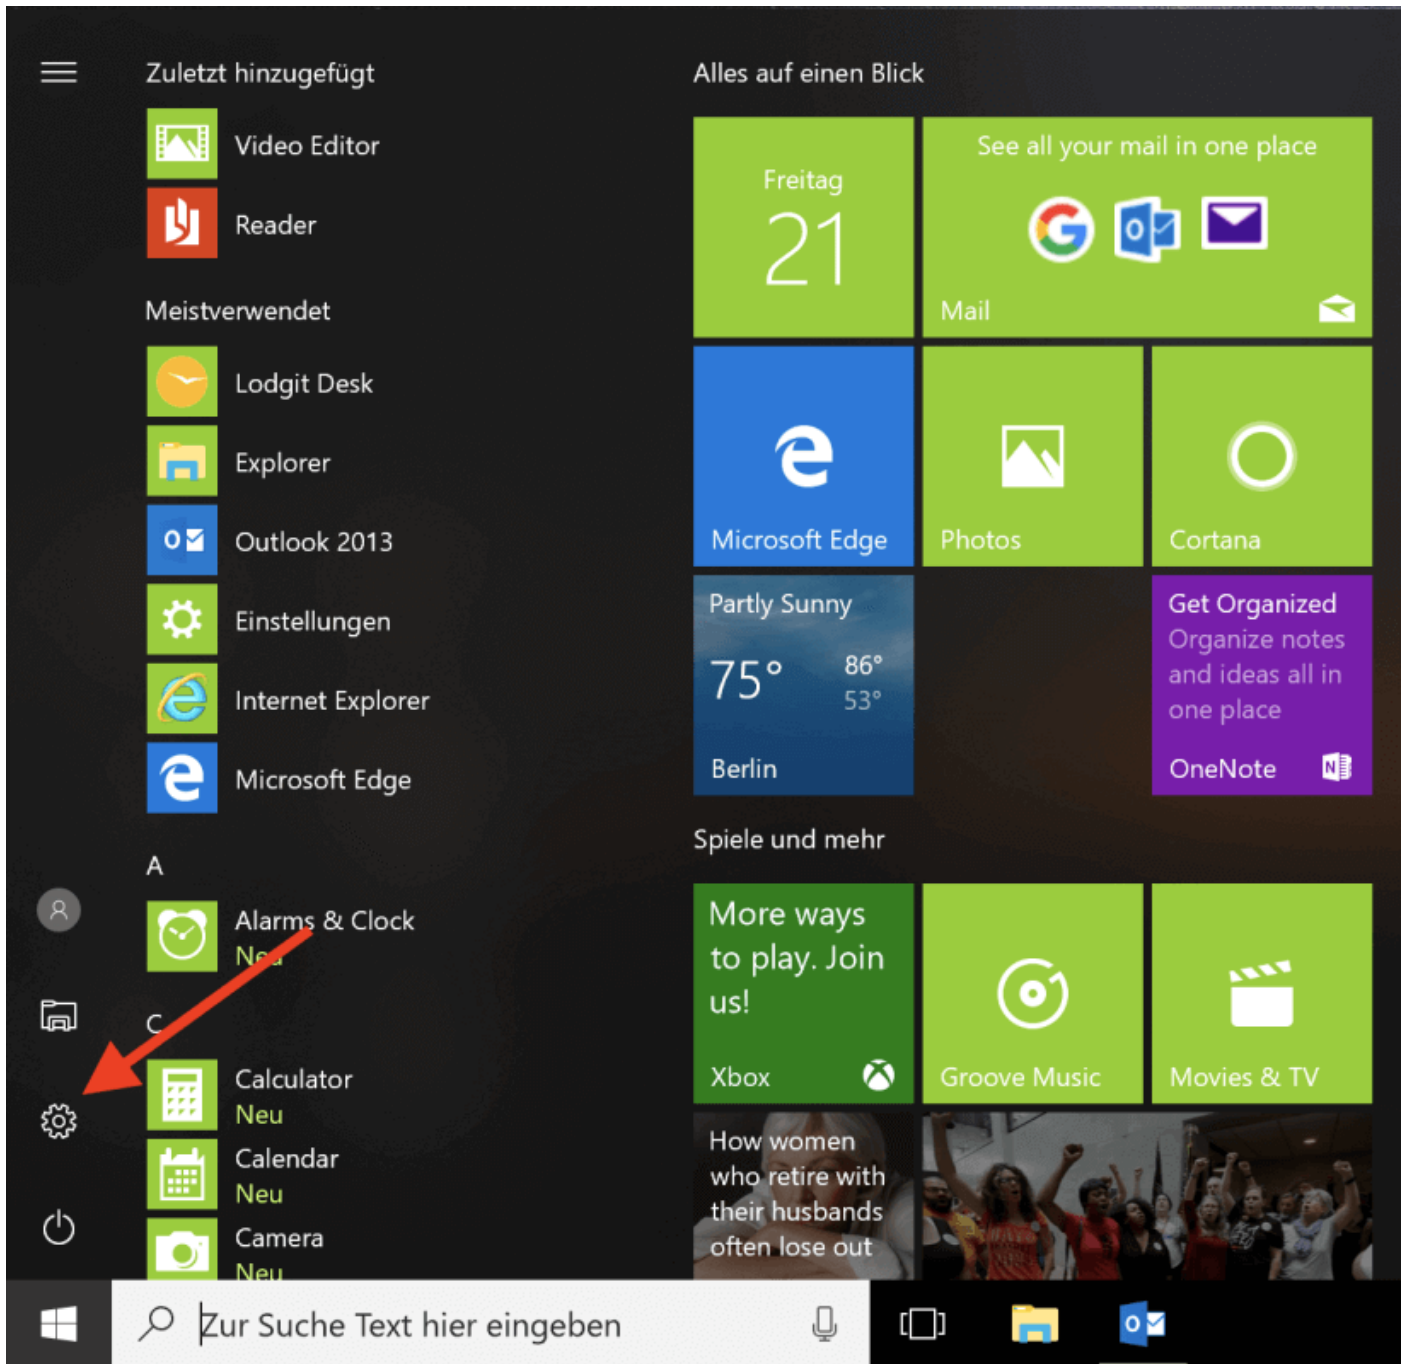 Zuletzt hinzugefügt
Video Editor
Reader
Meistverwendet
Lodgit Desk
Explorer
Outlook 2013
Einstellungen
Internet Explorer
Microsoft Edge
A
Alarms & Clock
Neu
C
Calculator
Neu
Calendar
Neu
Camera
Neu
Alles auf einen Blick
Freitag
21
See all your mail in one place
Mail
Microsoft Edge
Photos
Cortana
Partly Sunny
75°
86°
53°
Berlin
Get Organized
Organize notes
and ideas all in
one place
OneNote
Spiele und mehr
More ways
to play. Join
us!
Xbox
Groove Music
Movies & TV
How women
who retire with
their husbands
often lose out
Zur Suche Text hier eingeben